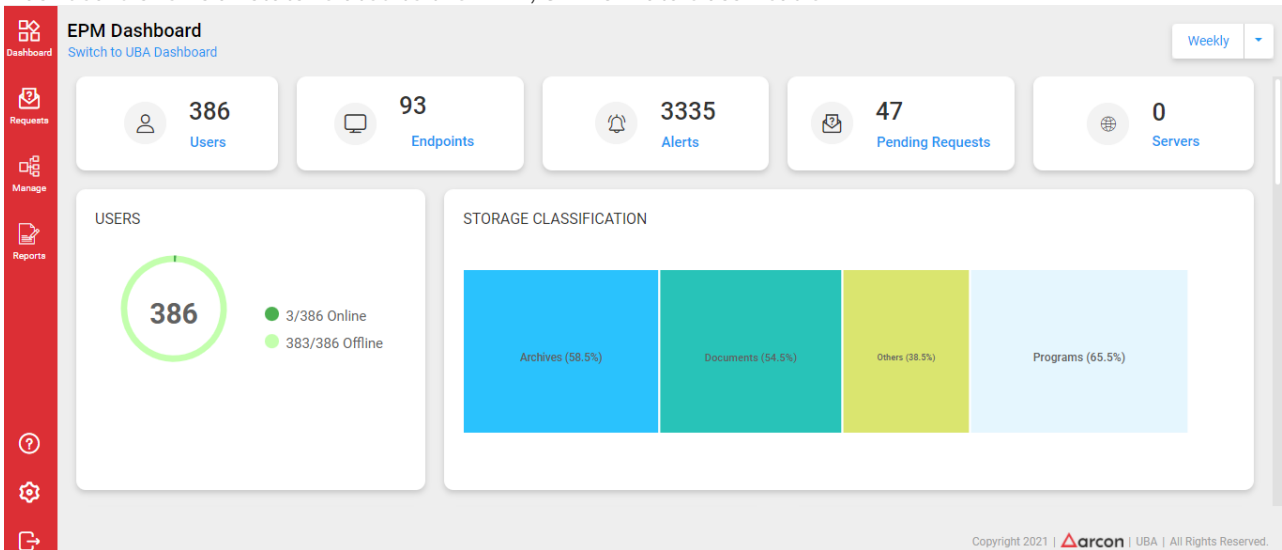 EPM Dashboard
Switch to UBA Dashboard
Weekly
Dashboard
Requests
Manage
Reports
386
Users
93
Endpoints
3335
Alerts
47
Pending Requests
0
Servers
USERS
386
3/386 Online
383/386 Offline
STORAGE CLASSIFICATION
Archives (58.5%)
Documents (54.5%)
Others (38.5%)
Programs (65.5%)
Copyright 2021 | arcon | UBA | All Rights Reserved.